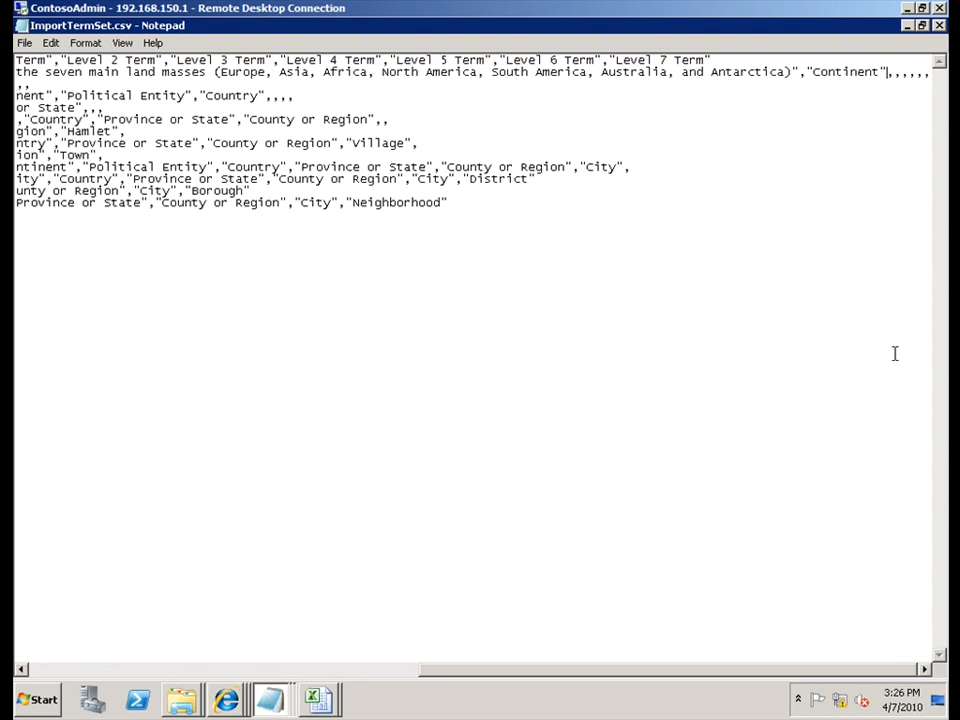 ContosoAdmin - 192.168.150.1 - Remote Desktop Connection
ImportTermSet.csv - Notepad
File Edit Format View Help
Term","Level 2 Term","Level 3 Term","Level 4 Term","Level 5 Term","Level 6 Term","Level 7 Term"
the seven main land masses (Europe, Asia, Africa, North America, South America, Australia, and Antarctica)","Continent",,,,,,
,,
nent","Political Entity","Country",,,,
or State",,,
,"Country","Province or State","County or Region",,
gion","Hamlet",
ntry","Province or State","County or Region","Village",
ion","Town",
ntinent","Political Entity","Country","Province or State","County or Region","City",
ity","Country","Province or State","County or Region","City","District"
unty or Region","City","Borough"
Province or State","County or Region","City","Neighborhood"
Start
3:26 PM
4/7/2010